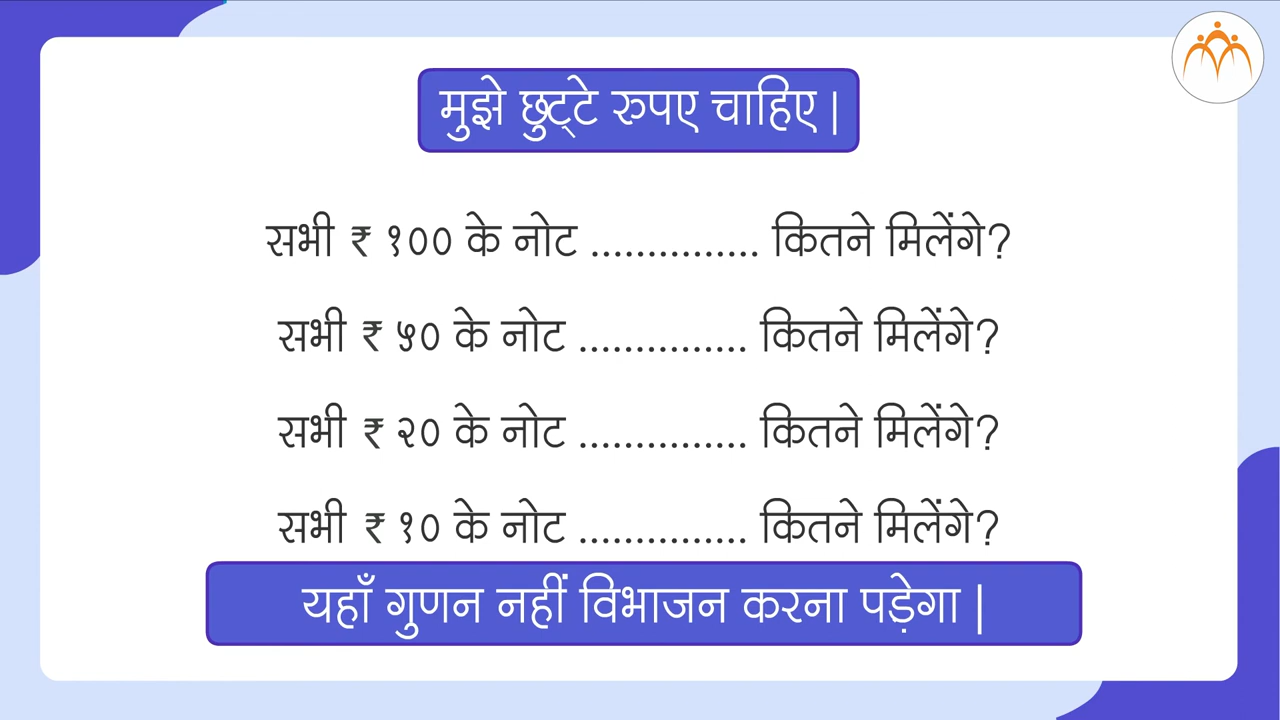 मुझे छुट्‌टे रुपए चाहिए |
सभी ₹ १०० के नोट ............... कितने मिलेंगे?
सभी ₹ ५० के नोट ............... कितने मिलेंगे?
सभी ₹ २० के नोट ............... कितने मिलेंगे?
सभी ₹ १० के नोट ............... कितने मिलेंगे?
यहाँ गुणन नहीं विभाजन करना पड़ेगा |